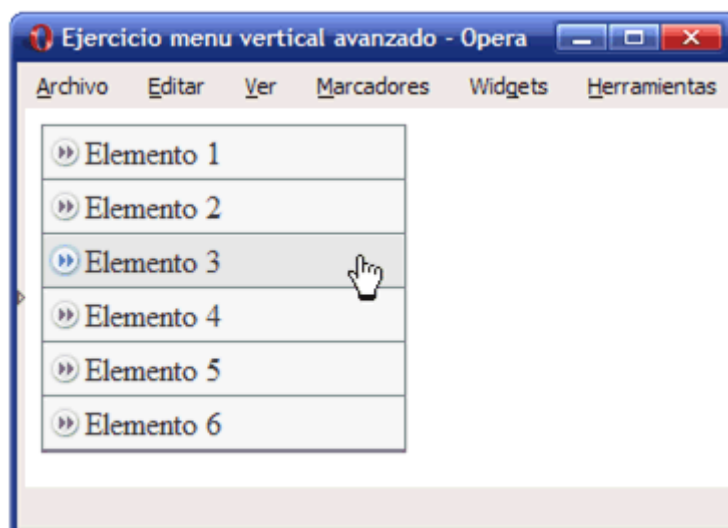 Ejercicio menu vertical avanzado - Opera
Archivo Editar Ver Marcadores Widgets Herramientas
Elemento 1
Elemento 2
Elemento 3
Elemento 4
Elemento 5
Elemento 6